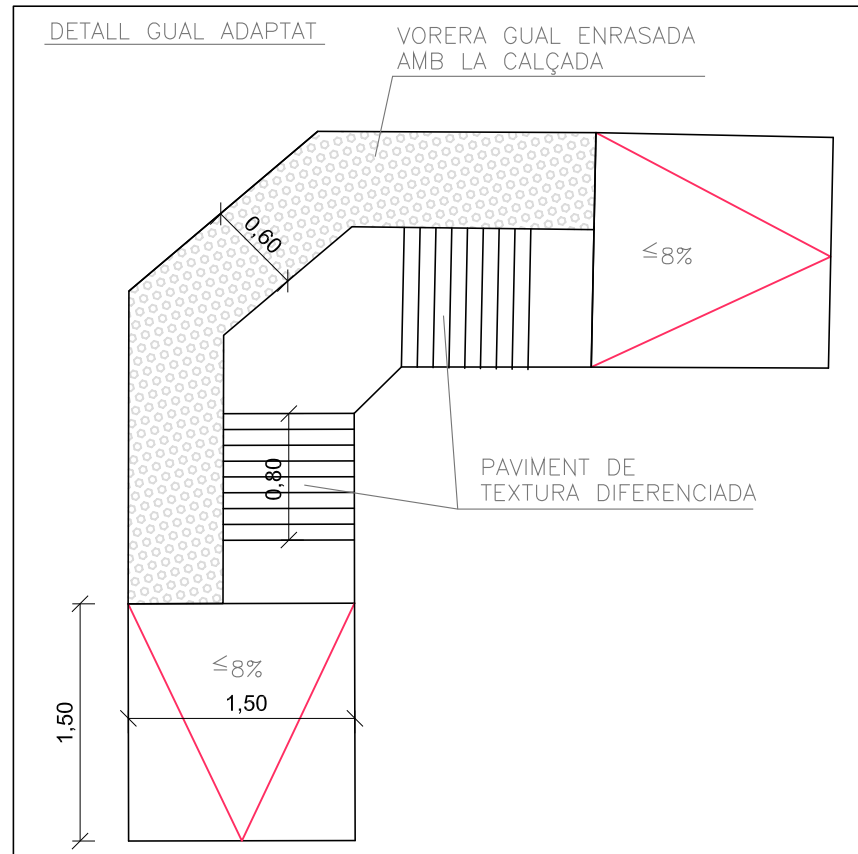 DETALL GUAL ADAPTAT
VORERA GUAL ENRASADA
AMB LA CALÇADA
0,60
≤8%
0,80
PAVIMENT DE
TEXTURA DIFERENCIADA
≤8%
1,50
1,50